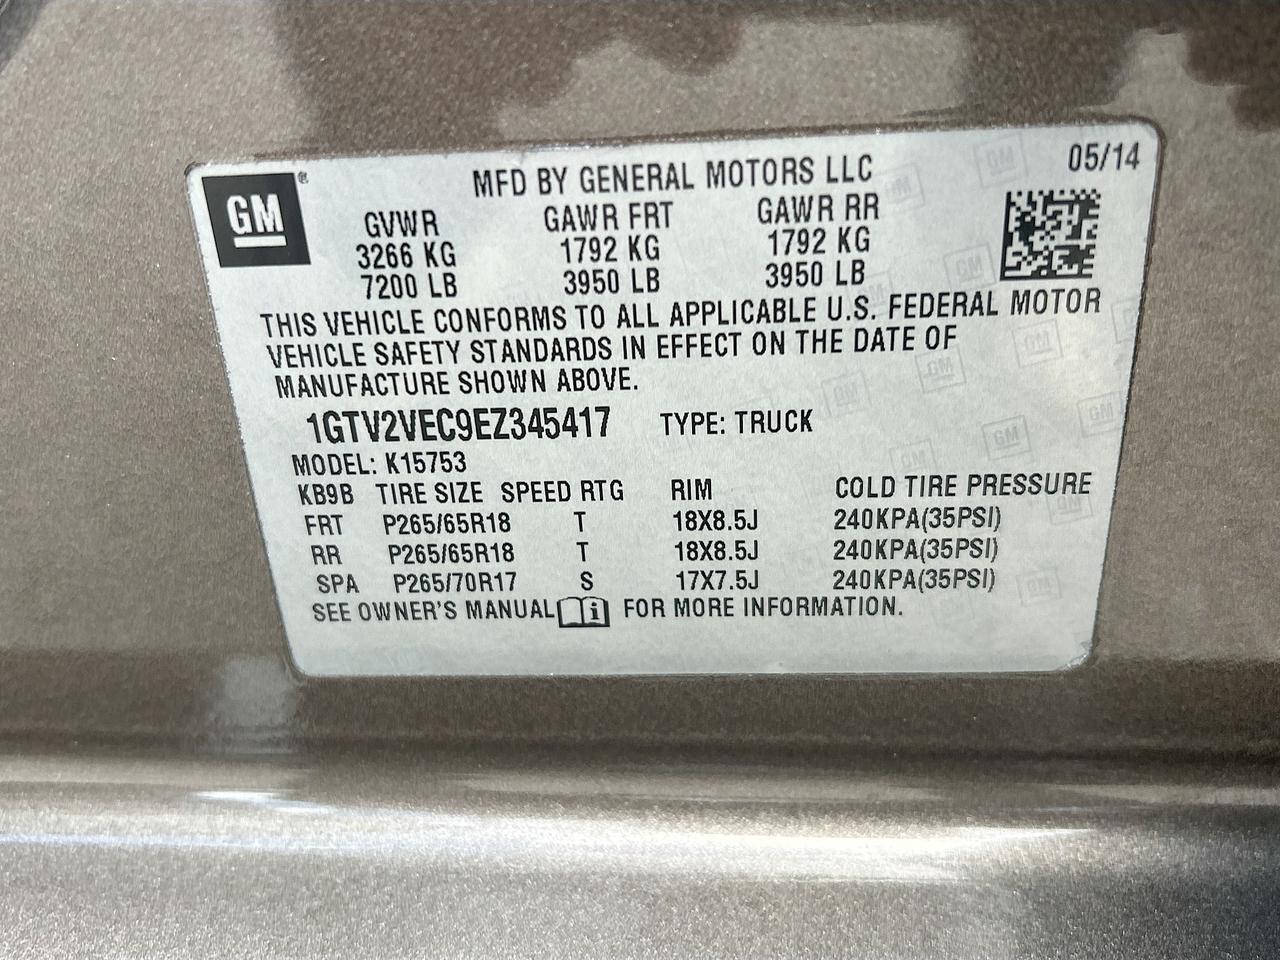 GM®
MFD BY GENERAL MOTORS LLC
05/14
GVWR GAWR FRT GAWR RR
3266 KG 1792 KG 1792 KG
7200 LB 3950 LB 3950 LB
THIS VEHICLE CONFORMS TO ALL APPLICABLE U.S. FEDERAL MOTOR
VEHICLE SAFETY STANDARDS IN EFFECT ON THE DATE OF
MANUFACTURE SHOWN ABOVE.
1GTV2VEC9EZ345417 TYPE: TRUCK
MODEL: K15753
KB9B TIRE SIZE SPEED RTG RIM COLD TIRE PRESSURE
FRT P265/65R18 T 18X8.5J 240KPA(35PSI)
RR P265/65R18 T 18X8.5J 240KPA(35PSI)
SPA P265/70R17 S 17X7.5J 240KPA(35PSI)
SEE OWNER'S MANUAL i FOR MORE INFORMATION.